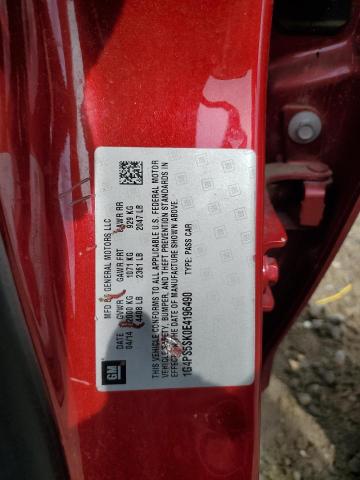 GM
MFD BY GENERAL MOTORS LLC
DATE GVWR GAWR FRT GAWR RR
04/14 2000 KG 1071 KG 929 KG
4408 LB 2361 LB 2047 LB
THIS VEHICLE CONFORMS TO ALL APPLICABLE U.S. FEDERAL MOTOR
VEHICLE SAFETY, BUMPER, AND THEFT PREVENTION STANDARDS IN
EFFECT ON THE DATE OF MANUFACTURE SHOWN ABOVE.
1G4PS5SK0E4196490 TYPE: PASS CAR